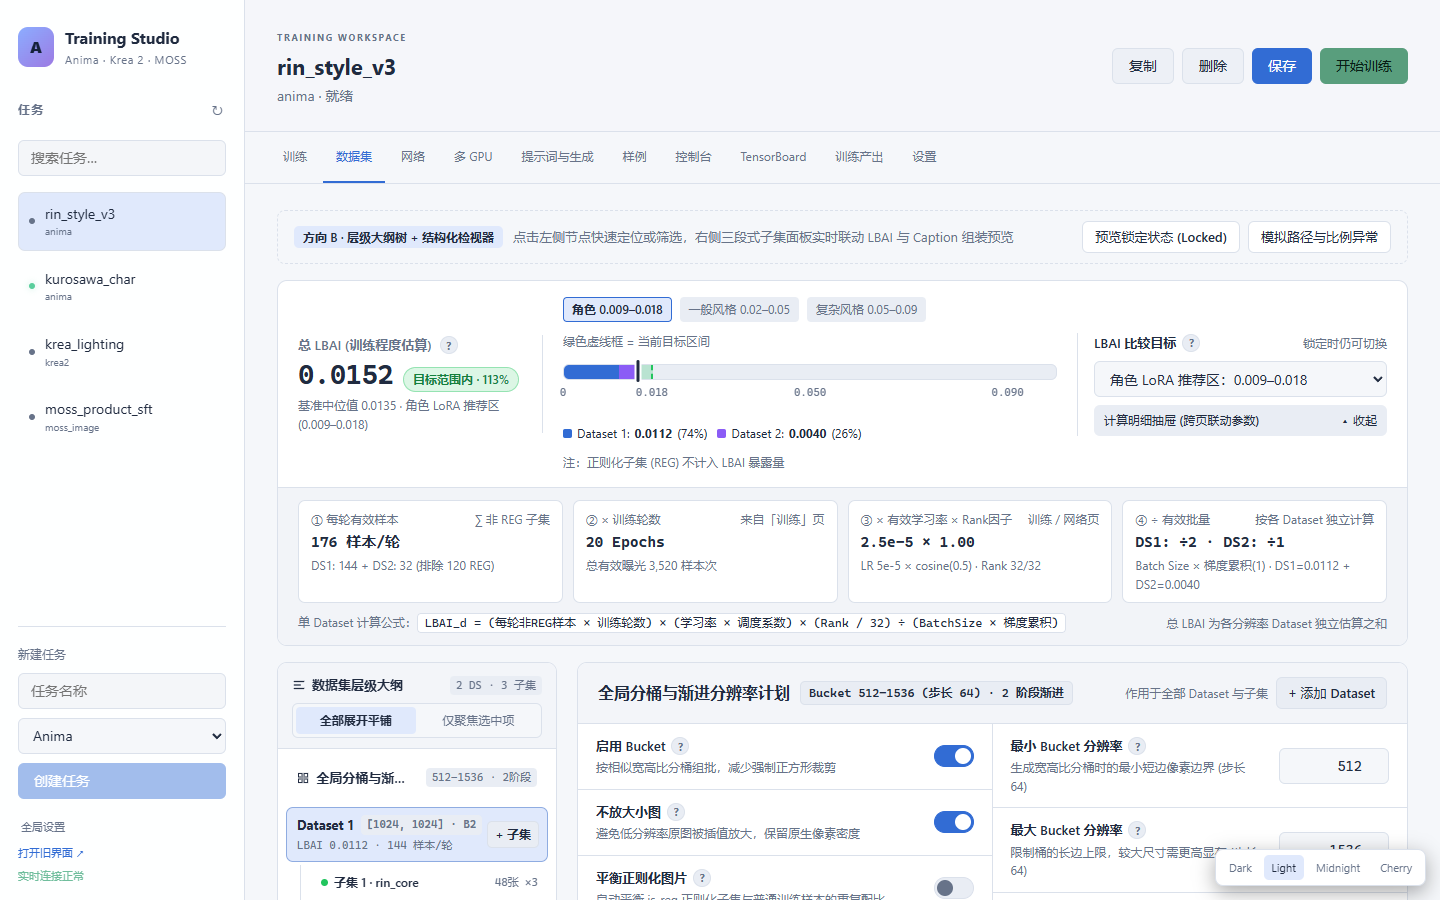 A
Training Studio
Anima · Krea 2 · MOSS
任务
搜索任务...
rin_style_v3
anima
kurosawa_char
anima
krea_lighting
krea2
moss_product_sft
moss_image
新建任务
任务名称
Anima
创建任务
全局设置
打开旧界面 ↗
实时连接正常
TRAINING WORKSPACE
rin_style_v3
anima · 就绪
复制
删除
保存
开始训练
训练
数据集
网络
多 GPU
提示词与生成
样例
控制台
TensorBoard
训练产出
设置
方向 B · 层级大纲树 + 结构化检视器
点击左侧节点快速定位或筛选，右侧三段式子集面板实时联动 LBAI 与 Caption 组装预览
预览锁定状态 (Locked)
模拟路径与比例异常
总 LBAI (训练程度估算) ?
0.0152
目标范围内 · 113%
基准中位值 0.0135 · 角色 LoRA 推荐区
(0.009–0.018)
角色 0.009–0.018
一般风格 0.02–0.05
复杂风格 0.05–0.09
绿色虚线框 = 当前目标区间
0
0.018
0.050
0.090
Dataset 1: 0.0112 (74%)
Dataset 2: 0.0040 (26%)
注：正则化子集 (REG) 不计入 LBAI 暴露量
LBAI 比较目标 ?
锁定时仍可切换
角色 LoRA 推荐区：0.009–0.018
计算明细抽屉 (跨页联动参数)
收起
① 每轮有效样本
∑ 非 REG 子集
176 样本/轮
DS1: 144 + DS2: 32 (排除 120 REG)
② × 训练轮数
来自「训练」页
20 Epochs
总有效曝光 3,520 样本次
③ × 有效学习率 × Rank因子
训练 / 网络页
2.5e-5 × 1.00
LR 5e-5 × cosine(0.5) · Rank 32/32
④ ÷ 有效批量
按各 Dataset 独立计算
DS1: ÷2 · DS2: ÷1
Batch Size × 梯度累积(1) · DS1=0.0112 +
DS2=0.0040
单 Dataset 计算公式：
LBAI_d = (每轮非REG样本 × 训练轮数) × (学习率 × 调度系数) × (Rank / 32) ÷ (BatchSize × 梯度累积)
总 LBAI 为各分辨率 Dataset 独立估算之和
数据集层级大纲
2 DS · 3 子集
全部展开平铺
仅聚焦选中项
全局分桶与渐...
512–1536 · 2阶段
Dataset 1
[1024, 1024] · B2
LBAI 0.0112 · 144 样本/轮
+ 子集
子集 1 · rin_core
48张 ×3
全局分桶与渐进分辨率计划
Bucket 512–1536 (步长 64) · 2 阶段渐进
作用于全部 Dataset 与子集
+ 添加 Dataset
启用 Bucket ?
按相似宽高比分桶组批，减少强制正方形裁剪
不放大小图 ?
避免低分辨率原图被插值放大，保留原生像素密度
平衡正则化图片 ?
最小 Bucket 分辨率 ?
生成宽高比分桶时的最小短边像素边界 (步长
64)
512
最大 Bucket 分辨率 ?
限制桶的长边上限，较大尺寸需更高显存
64)
1536
Dark
Light
Midnight
Cherry